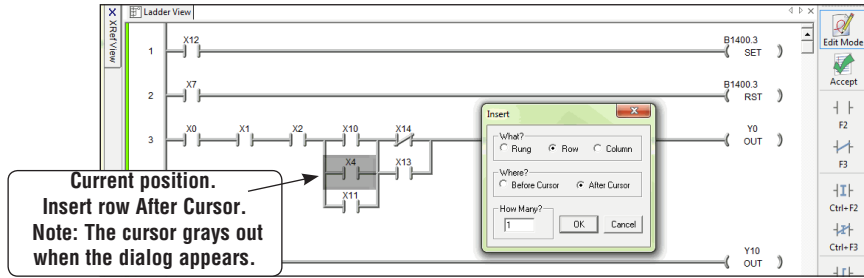 XRefView
Ladder View
1
X12
B1400.3
SET
2
X7
B1400.3
RST
3
X0 X1 X2 X10 X14
Y0
OUT
X4 X13
X11
Y10
OUT
Current position.
Insert row After Cursor.
Note: The cursor grays out
when the dialog appears.
Insert
What?
Rung Row Column
Where?
Before Cursor After Cursor
How Many?
1
OK Cancel
Edit Mode
Accept
F2
F3
Ctrl+F2
Ctrl+F3